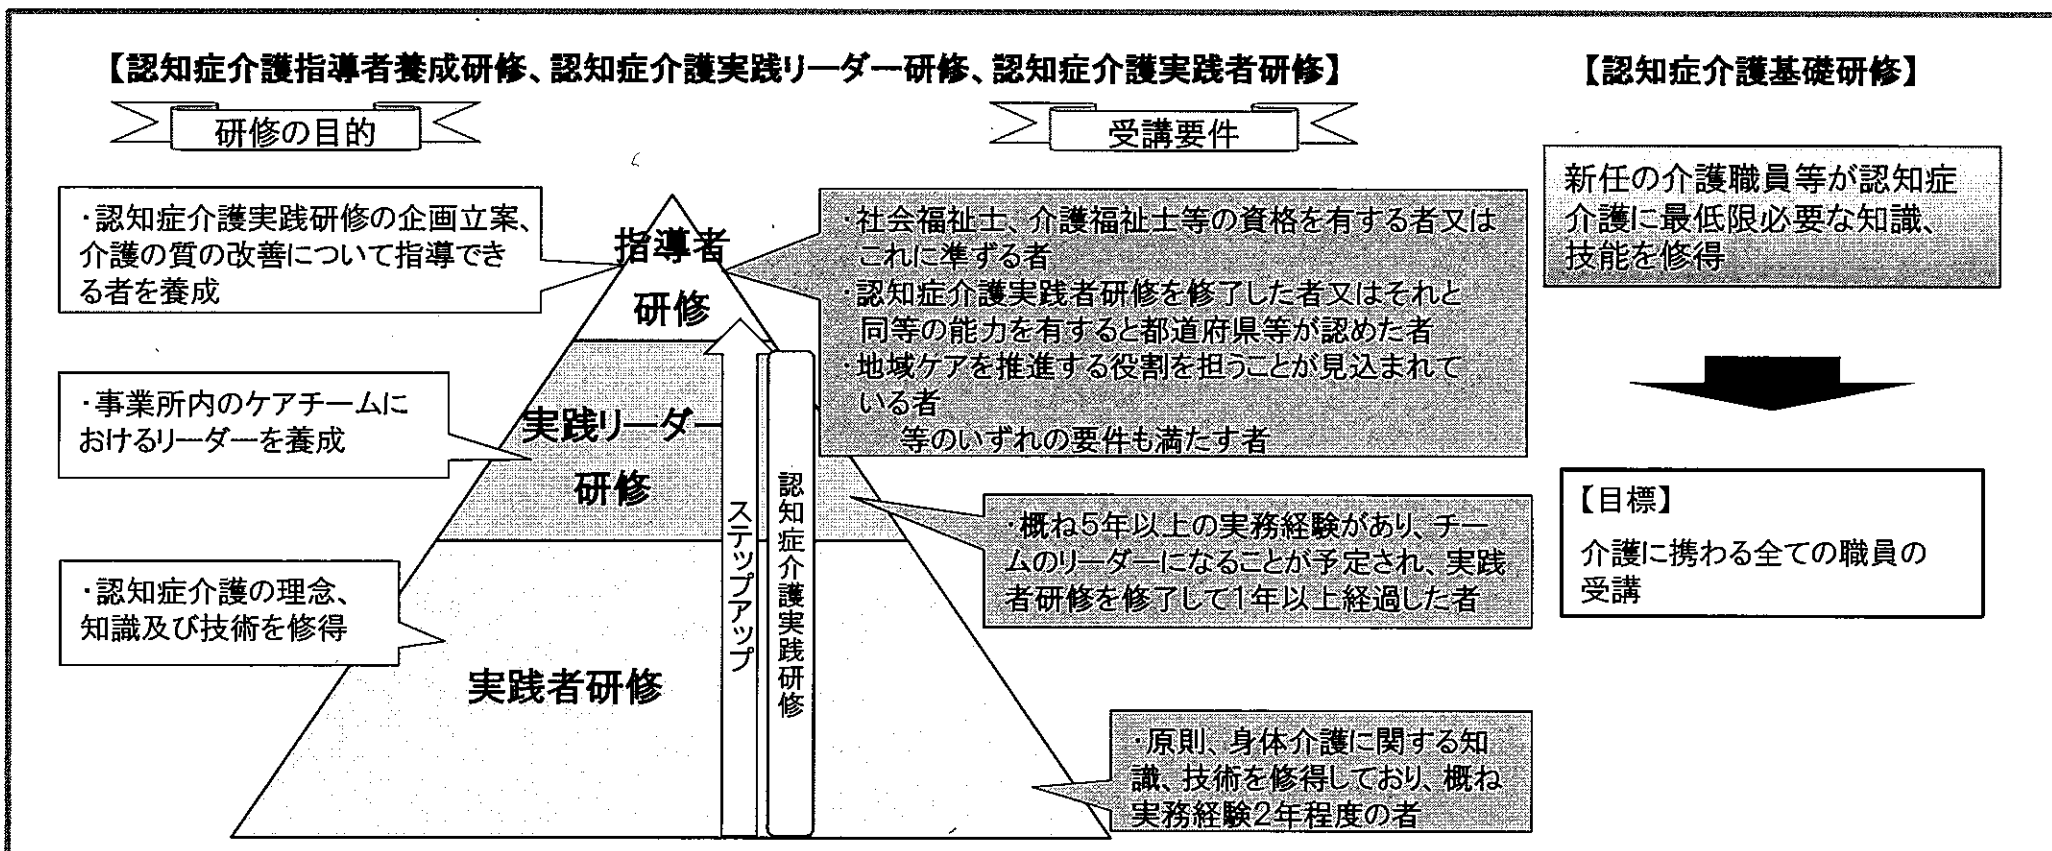 【認知症介護指導者養成研修、認知症介護実践リーダー研修、認知症介護実践者研修】
研修の目的
受講要件
・認知症介護実践研修の企画立案、
介護の質の改善について指導でき
る者を養成
指導者
研修
・社会福祉士、介護福祉士等の資格を有する者又は
これに準ずる者
・認知症介護実践者研修を修了した者又はそれと
同等の能力を有すると都道府県等が認めた者
・地域ケアを推進する役割を担うことが見込まれて
いる者
等のいずれの要件も満たす者
・事業所内のケアチームに
おけるリーダーを養成
実践リーダー
研修
・概ね5年以上の実務経験があり、チー
ムのリーダーになることが予定され、実践
者研修を修了して1年以上経過した者
・認知症介護の理念、
知識及び技術を修得
実践者研修
ステップアップ
認知症介護実践研修
・原則、身体介護に関する知
識、技術を修得しており、概ね
実務経験2年程度の者
【認知症介護基礎研修】
新任の介護職員等が認知症
介護に最低限必要な知識、
技能を修得
【目標】
介護に携わる全ての職員の
受講